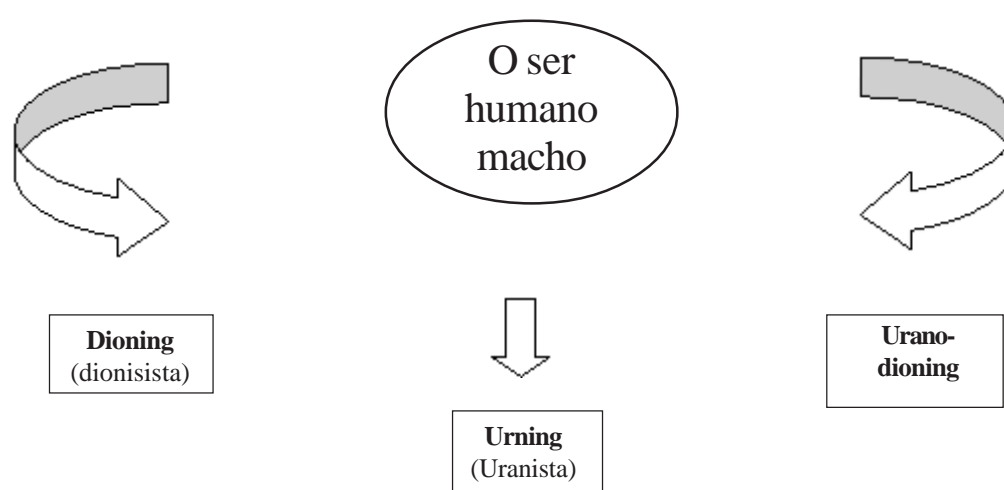 O ser
humano
macho
Dioning
(dionisista)
Urano-
dioning
Urning
(Uranista)